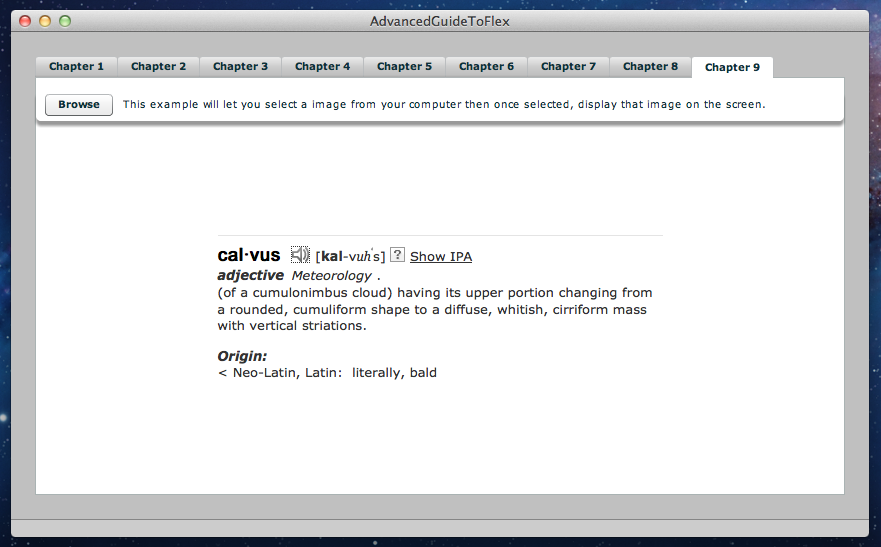 AdvancedGuideToFlex
Chapter 1 Chapter 2 Chapter 3 Chapter 4 Chapter 5 Chapter 6 Chapter 7 Chapter 8 Chapter 9
Browse This example will let you select a image from your computer then once selected, display that image on the screen.
cal·vus [kal-vuh's] ? Show IPA
adjective Meteorology .
(of a cumulonimbus cloud) having its upper portion changing from
a rounded, cumuliform shape to a diffuse, whitish, cirriform mass
with vertical striations.
Origin:
< Neo-Latin, Latin: literally, bald